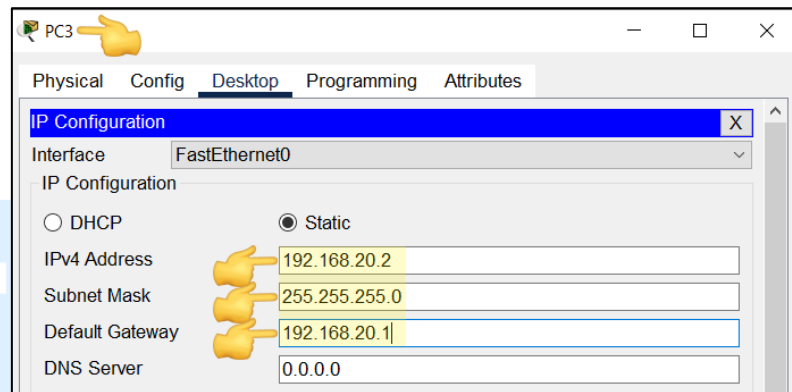 PC3
Physical Config Desktop Programming Attributes
IP Configuration X
Interface FastEthernet0
IP Configuration
DHCP Static
IPv4 Address 192.168.20.2
Subnet Mask 255.255.255.0
Default Gateway 192.168.20.1
DNS Server 0.0.0.0